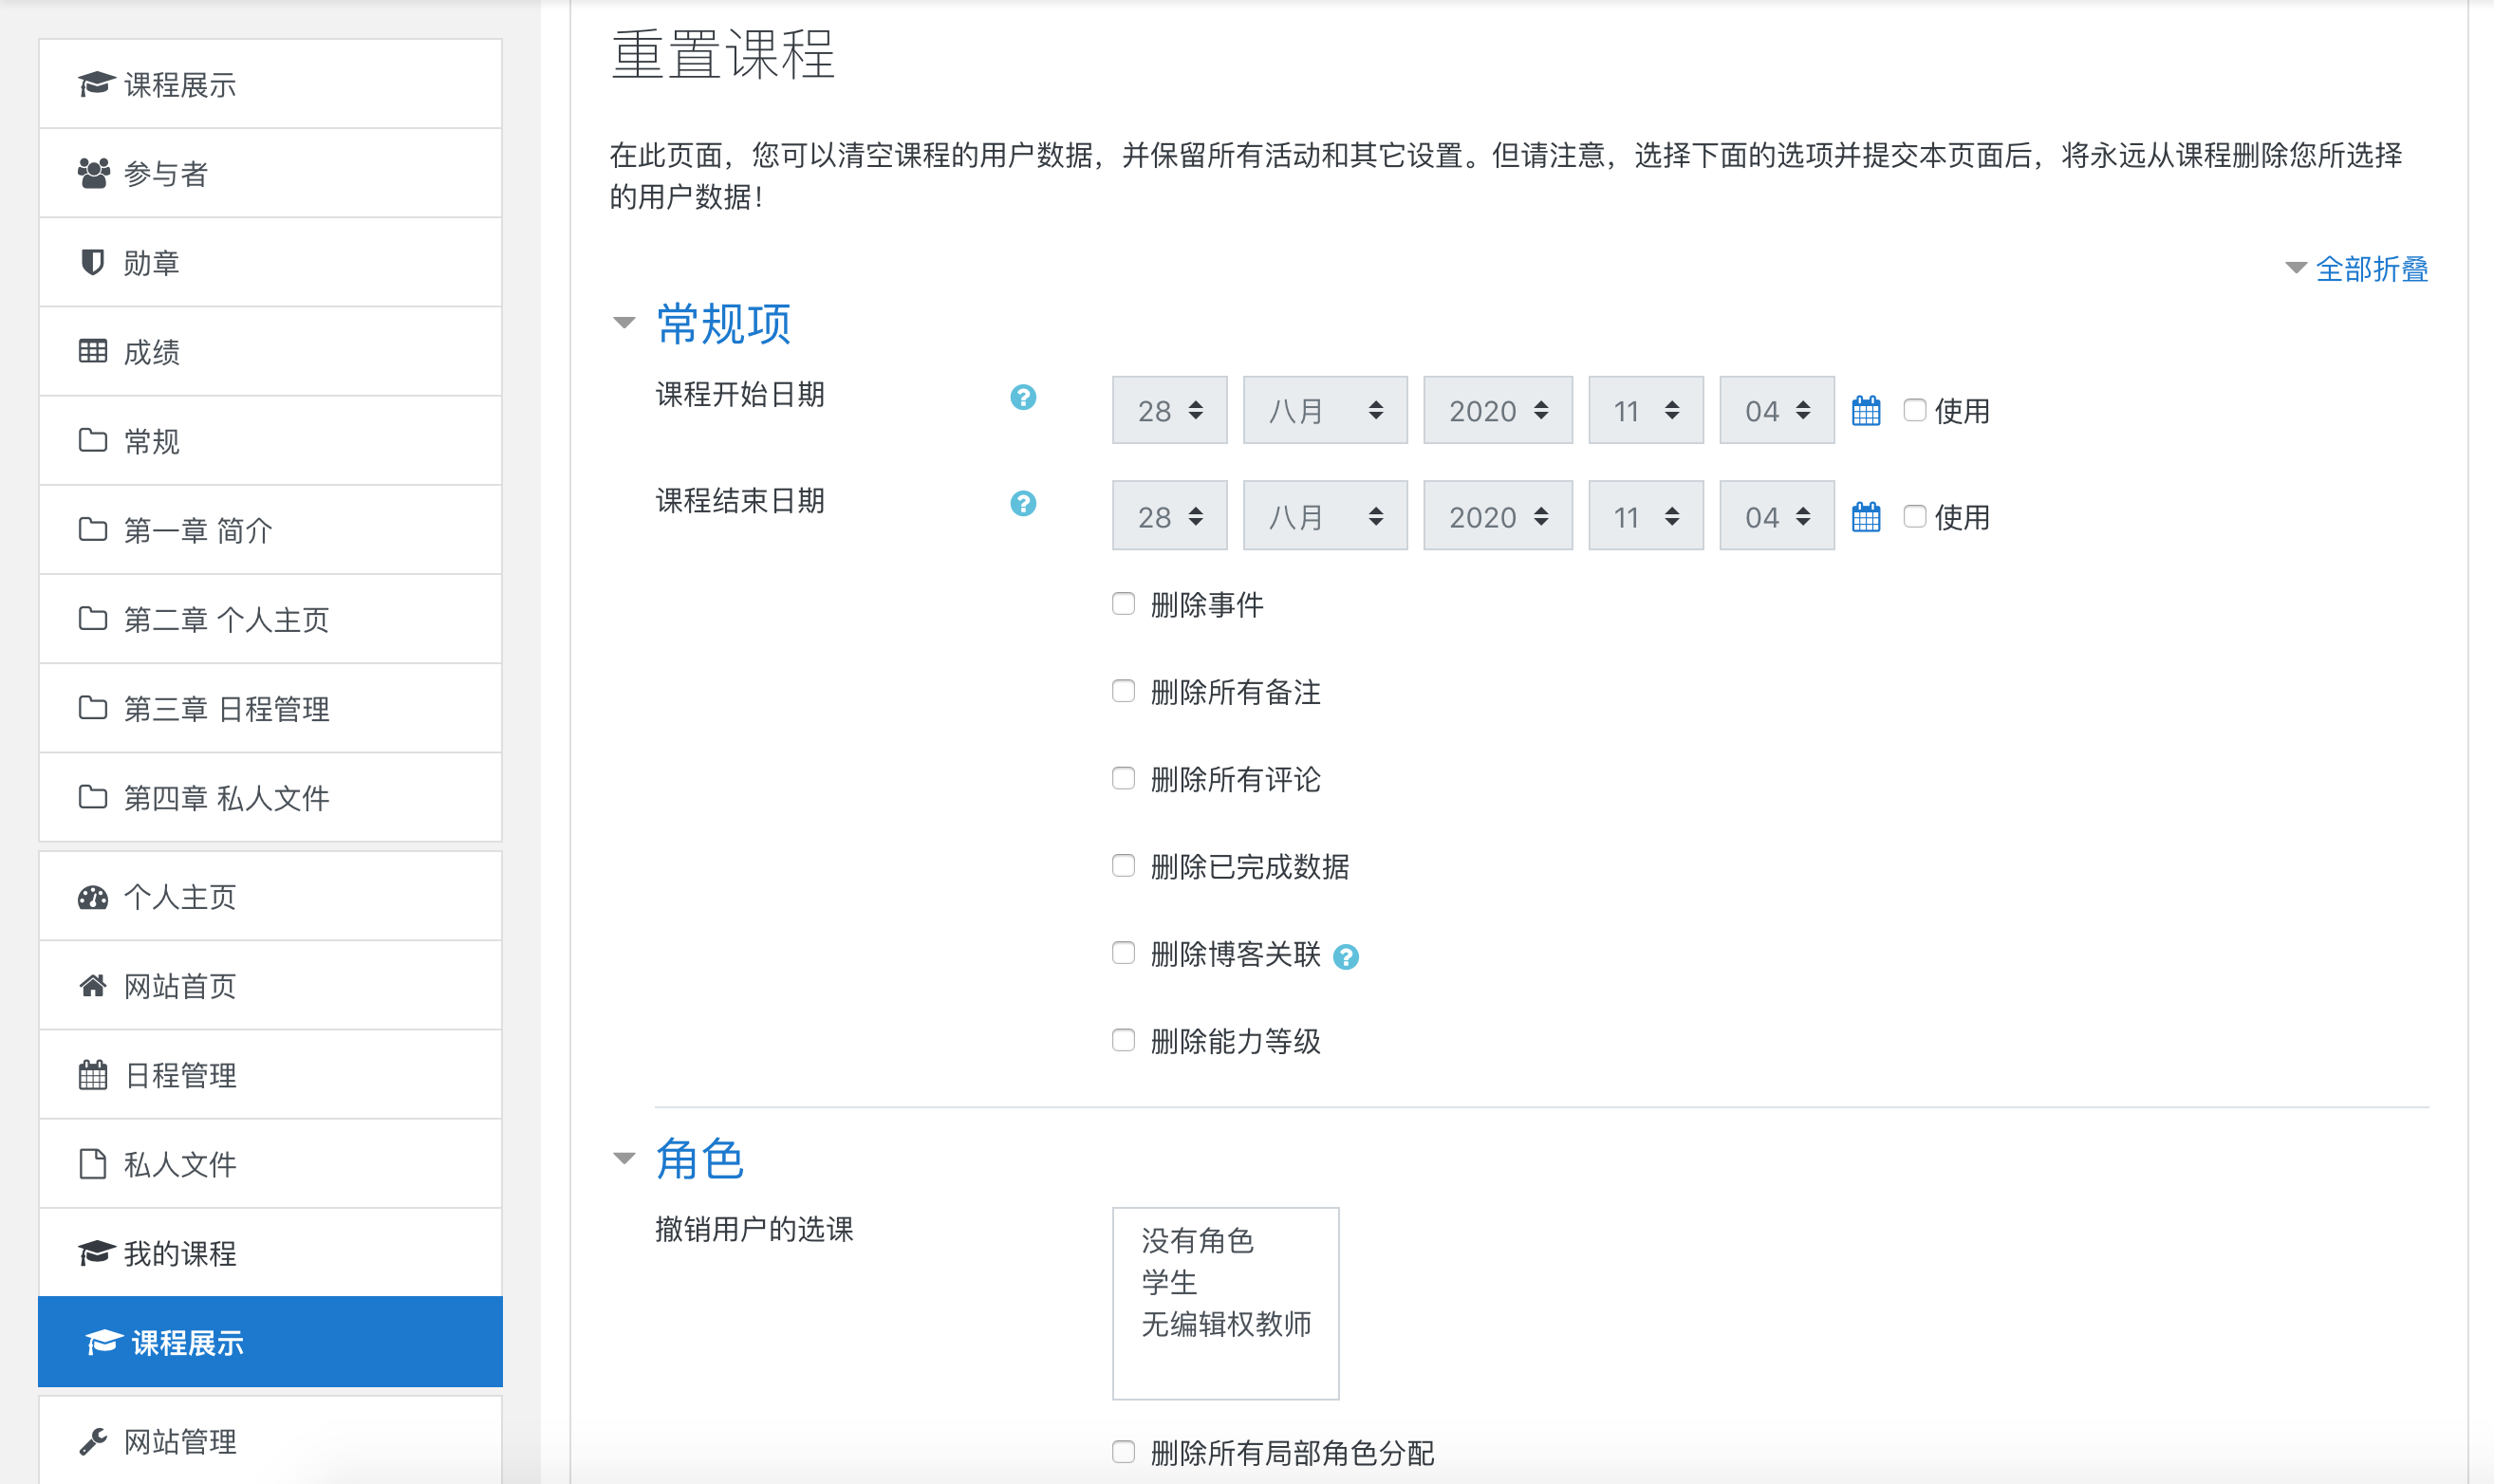 课程展示
参与者
勋章
成绩
常规
第一章 简介
第二章 个人主页
第三章 日程管理
第四章 私人文件
个人主页
网站首页
日程管理
私人文件
我的课程
课程展示
网站管理
重置课程
在此页面，您可以清空课程的用户数据，并保留所有活动和其它设置。但请注意，选择下面的选项并提交本页面后，将永远从课程删除您所选择
的用户数据！
全部折叠
常规项
课程开始日期 28 八月 2020 11 04 使用
课程结束日期 28 八月 2020 11 04 使用
删除事件
删除所有备注
删除所有评论
删除已完成数据
删除博客关联
删除能力等级
角色
撤销用户的选课
没有角色
学生
无编辑权教师
删除所有局部角色分配